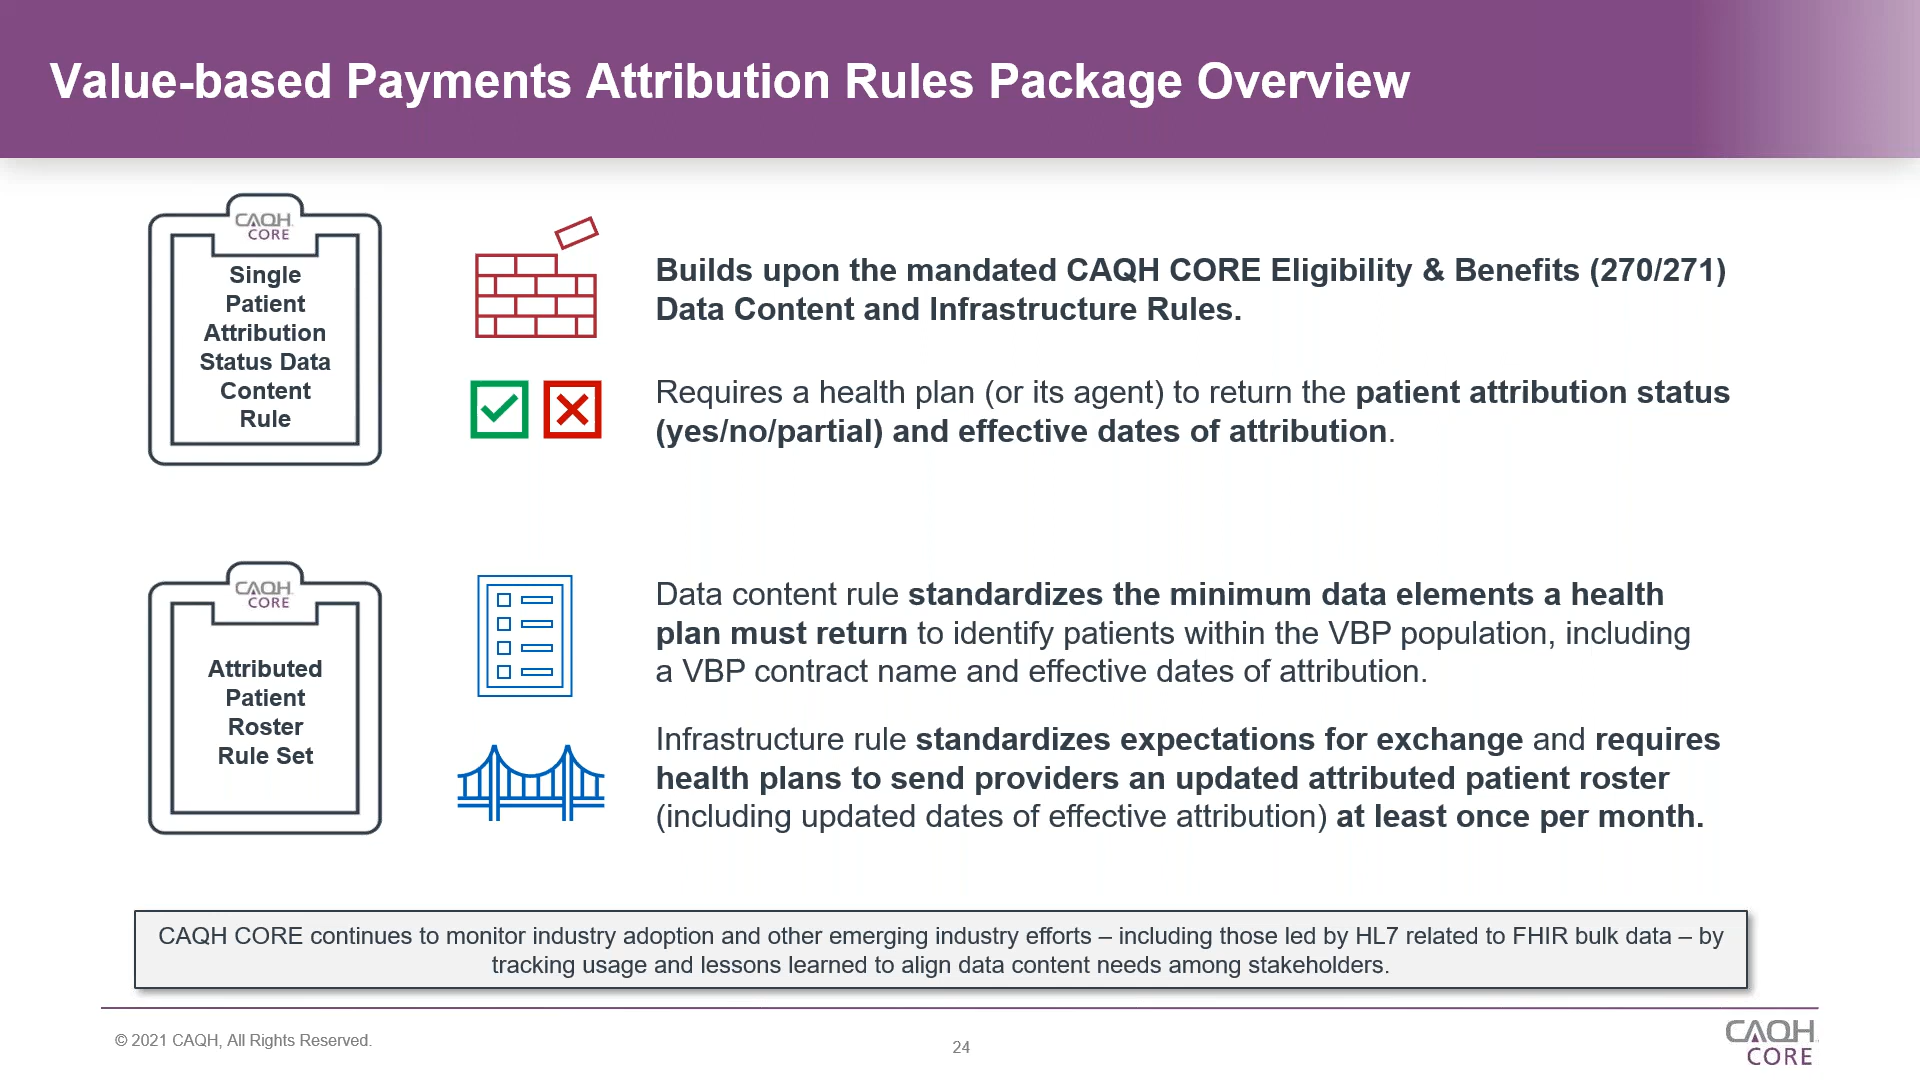 Value-based Payments Attribution Rules Package Overview
CAQH
CORE
Single
Patient
Attribution
Status Data
Content
Rule
Builds upon the mandated CAQH CORE Eligibility & Benefits (270/271)
Data Content and Infrastructure Rules.
Requires a health plan (or its agent) to return the patient attribution status
(yes/no/partial) and effective dates of attribution.
CAQH
CORE
Attributed
Patient
Roster
Rule Set
Data content rule standardizes the minimum data elements a health
plan must return to identify patients within the VBP population, including
a VBP contract name and effective dates of attribution.
Infrastructure rule standardizes expectations for exchange and requires
health plans to send providers an updated attributed patient roster
(including updated dates of effective attribution) at least once per month.
CAQH CORE continues to monitor industry adoption and other emerging industry efforts – including those led by HL7 related to FHIR bulk data – by
tracking usage and lessons learned to align data content needs among stakeholders.
© 2021 CAQH, All Rights Reserved.
24
CAQH
CORE